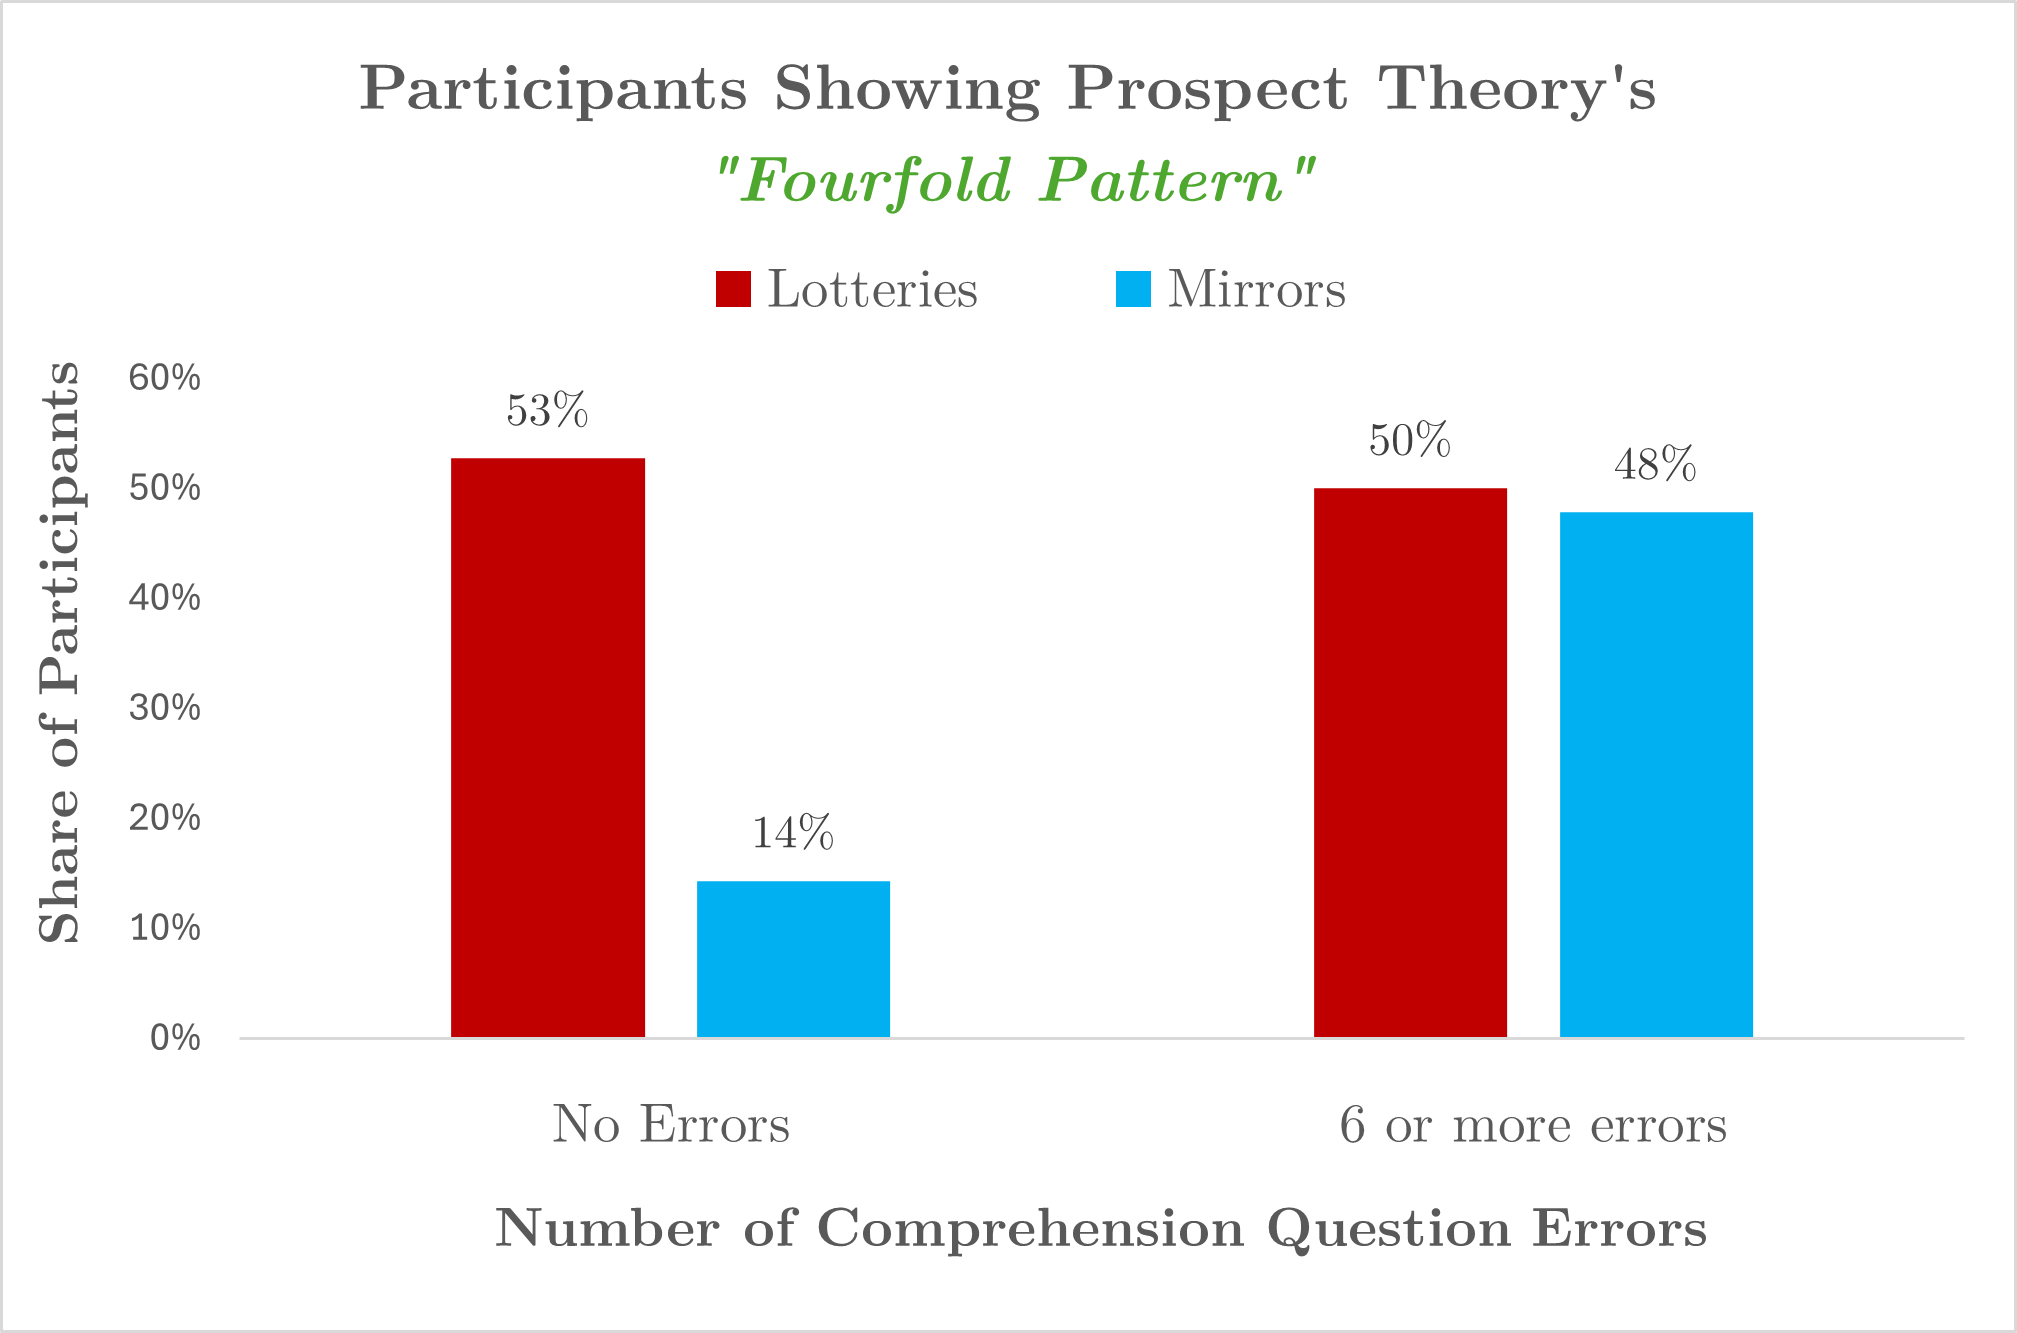 Participants Showing Prospect Theory's
"Fourfold Pattern"
Lotteries
Mirrors
Share of Participants
60%
50%
40%
30%
20%
10%
0%
53%
14%
50%
48%
No Errors
6 or more errors
Number of Comprehension Question Errors